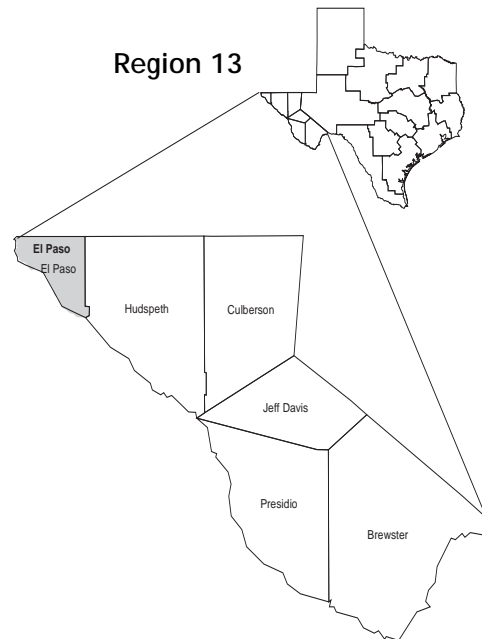 Region 13
El Paso
El Paso
Hudspeth
Culberson
Jeff Davis
Presidio
Brewster